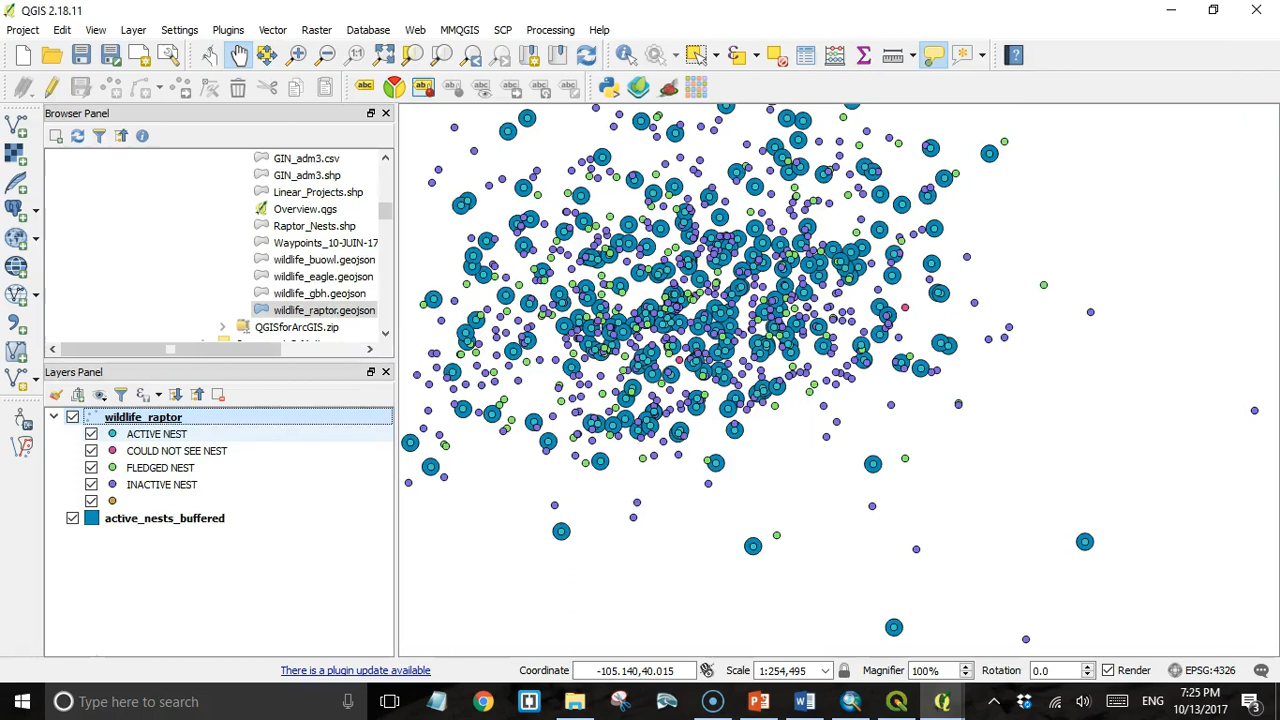 QGIS 2.18.11
Project Edit View Layer Settings Plugins Vector Raster Database Web MMQGIS SCP Processing Help
Browser Panel
GIN_adm3.csv
GIN_adm3.shp
Linear_Projects.shp
Overview.qgs
Raptor_Nests.shp
Waypoints_10-JUN-17
wildlife_buowl.geojson
wildlife_eagle.geojson
wildlife_gbh.geojson
wildlife_raptor.geojson
QGISforArcGIS.zip
Layers Panel
wildlife_raptor
ACTIVE NEST
COULD NOT SEE NEST
FLEDGED NEST
INACTIVE NEST
active_nests_buffered
There is a plugin update available Coordinate -105.140,40.015 Scale 1:254,495 Magnifier 100% Rotation 0.0 Render EPSG:4326
Type here to search ENG 7:25 PM
10/13/2017 3